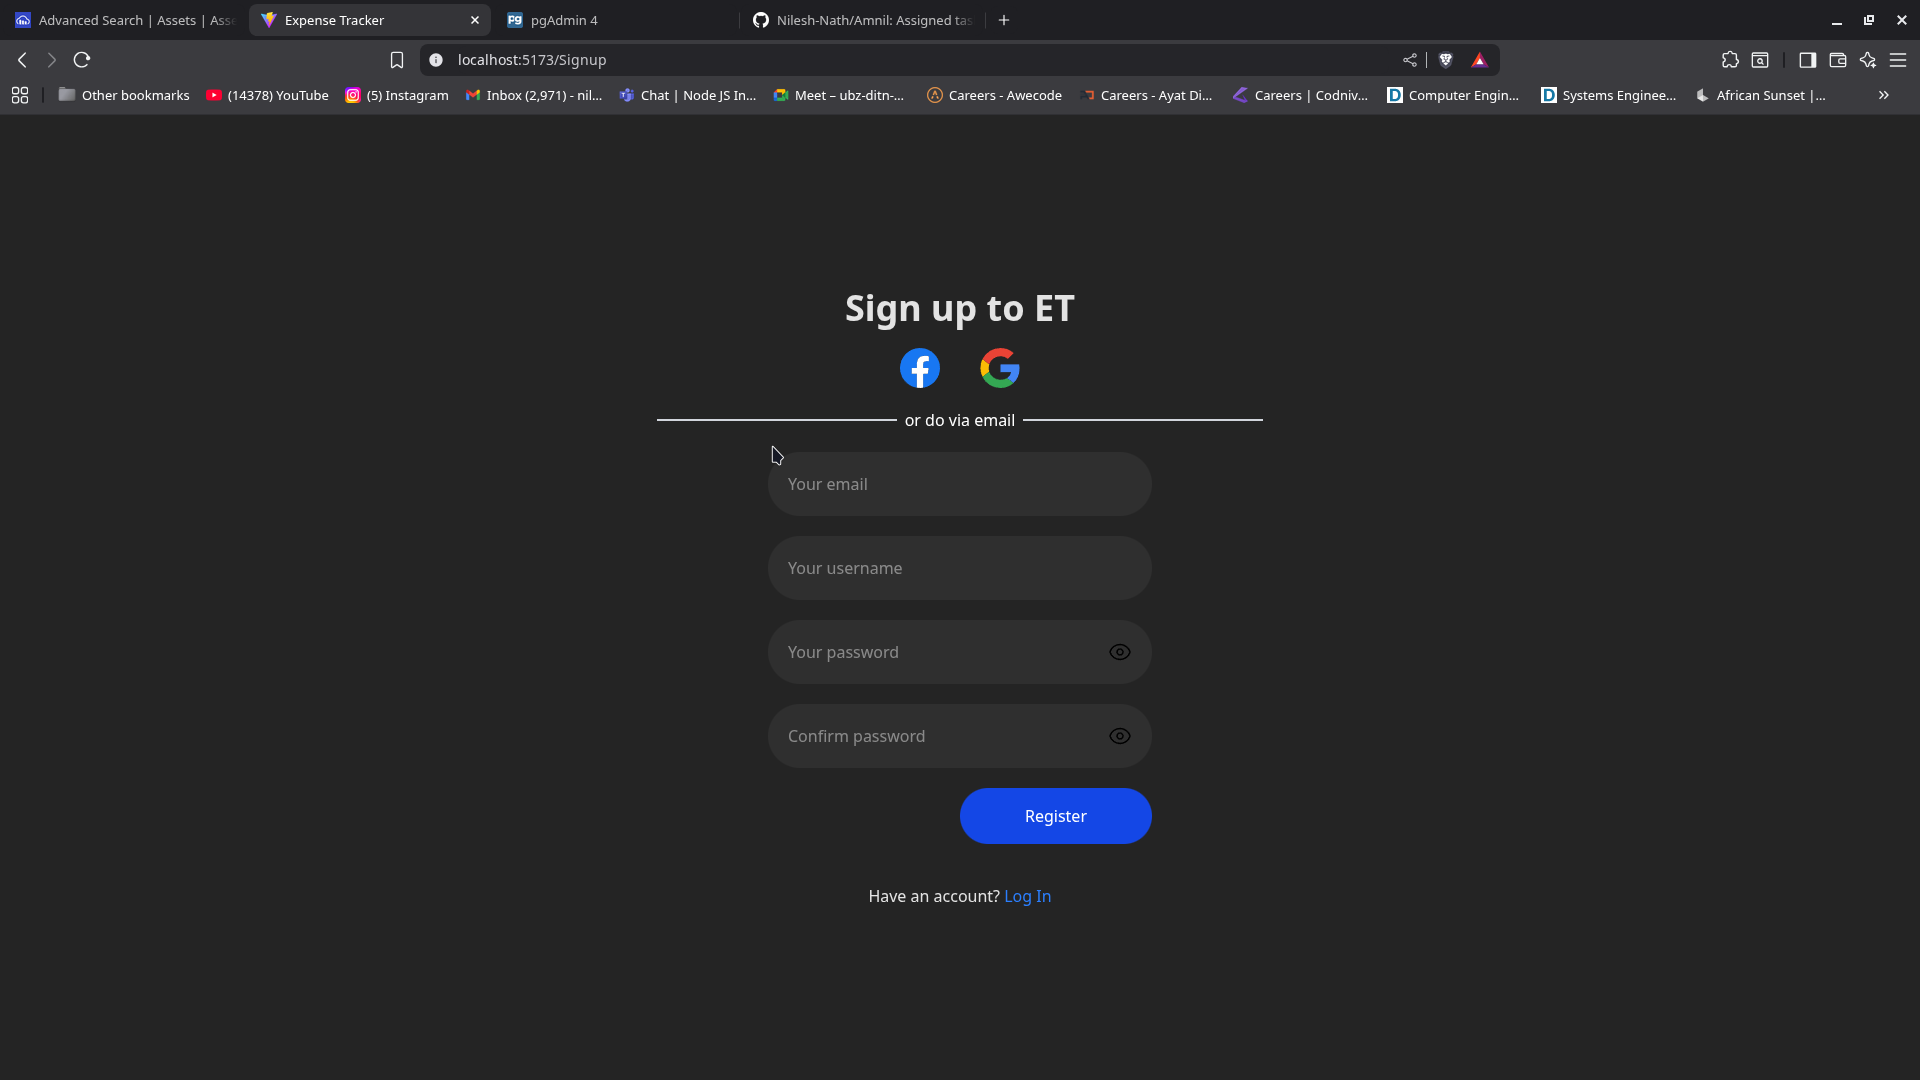 Advanced Search | Assets | Asse
Expense Tracker
pgAdmin 4
Nilesh-Nath/Amnil: Assigned tas
localhost:5173/Signup
Other bookmarks
(14378) YouTube
(5) Instagram
Inbox (2,971) - nil...
Chat | Node JS In...
Meet – ubz-ditn-...
Careers - Awecode
Careers - Ayat Di...
Careers | Codniv...
Computer Engin...
Systems Enginee...
African Sunset |...
Sign up to ET
or do via email
Your email
Your username
Your password
Confirm password
Register
Have an account? Log In